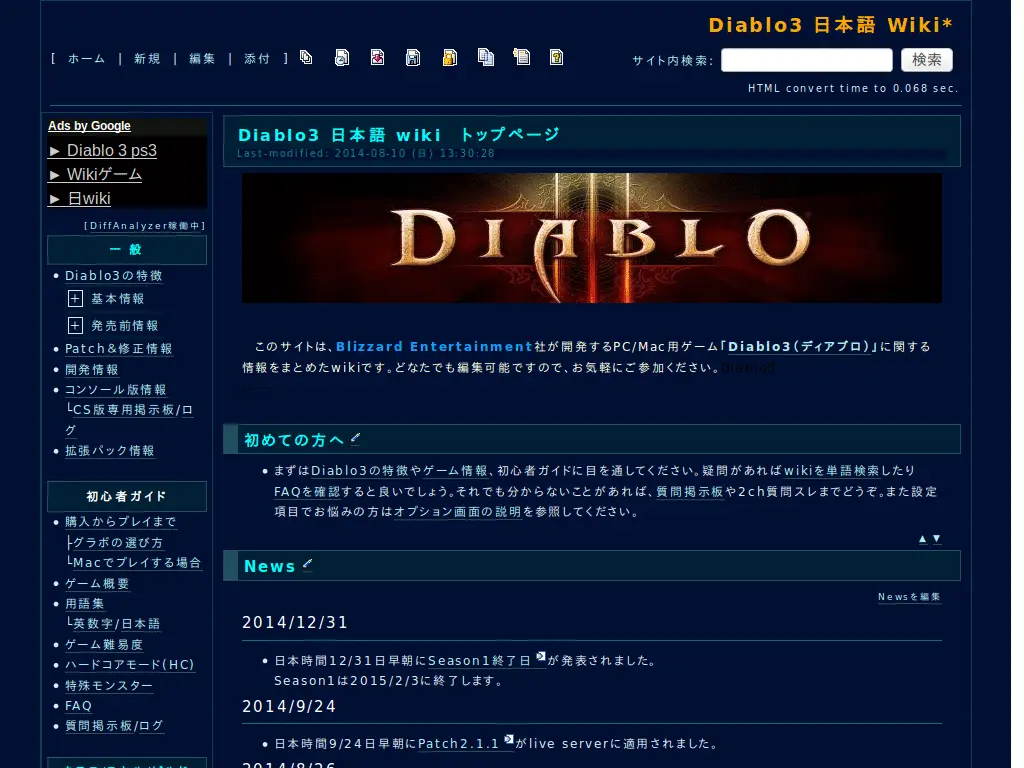 Diablo3 日本語 Wiki*
[ ホーム | 新規 | 編集 | 添付 ]
サイト内検索: 検索
HTML convert time to 0.068 sec.
Ads by Google
► Diablo 3 ps3
► Wikiゲーム
► 日wiki
[DiffAnalyzer稼働中]
一 般
Diablo3の特徴
基本情報
発売前情報
Patch&修正情報
開発情報
コンソール版情報
└CS版専用掲示板/ロ
グ
拡張パック情報
初心者ガイド
購入からプレイまで
├グラボの選び方
└Macでプレイする場合
ゲーム概要
用語集
└英数字/日本語
ゲーム難易度
ハードコアモード(HC)
特殊モンスター
FAQ
質問掲示板/ログ
Diablo3 日本語 wiki トップページ
Last-modified: 2014-08-10 (日) 13:30:28
DIABLO
このサイトは、Blizzard Entertainment社が開発するPC/Mac用ゲーム「Diablo3(ディアブロ)」に関する
情報をまとめたwikiです。どなたでも編集可能ですので、お気軽にご参加ください。Diablo3
初めての方へ
まずはDiablo3の特徴やゲーム情報、初心者ガイドに目を通してください。疑問があればwikiを単語検索したり
FAQを確認すると良いでしょう。それでも分からないことがあれば、質問掲示板や2ch質問スレまでどうぞ。また設定
項目でお悩みの方はオプション画面の説明を参照してください。
▲ ▼
News
Newsを編集
2014/12/31
日本時間12/31日早朝にSeason1終了日が発表されました。
Season1は2015/2/3に終了します。
2014/9/24
日本時間9/24日早朝にPatch2.1.1がlive serverに適用されました。
2014/8/26